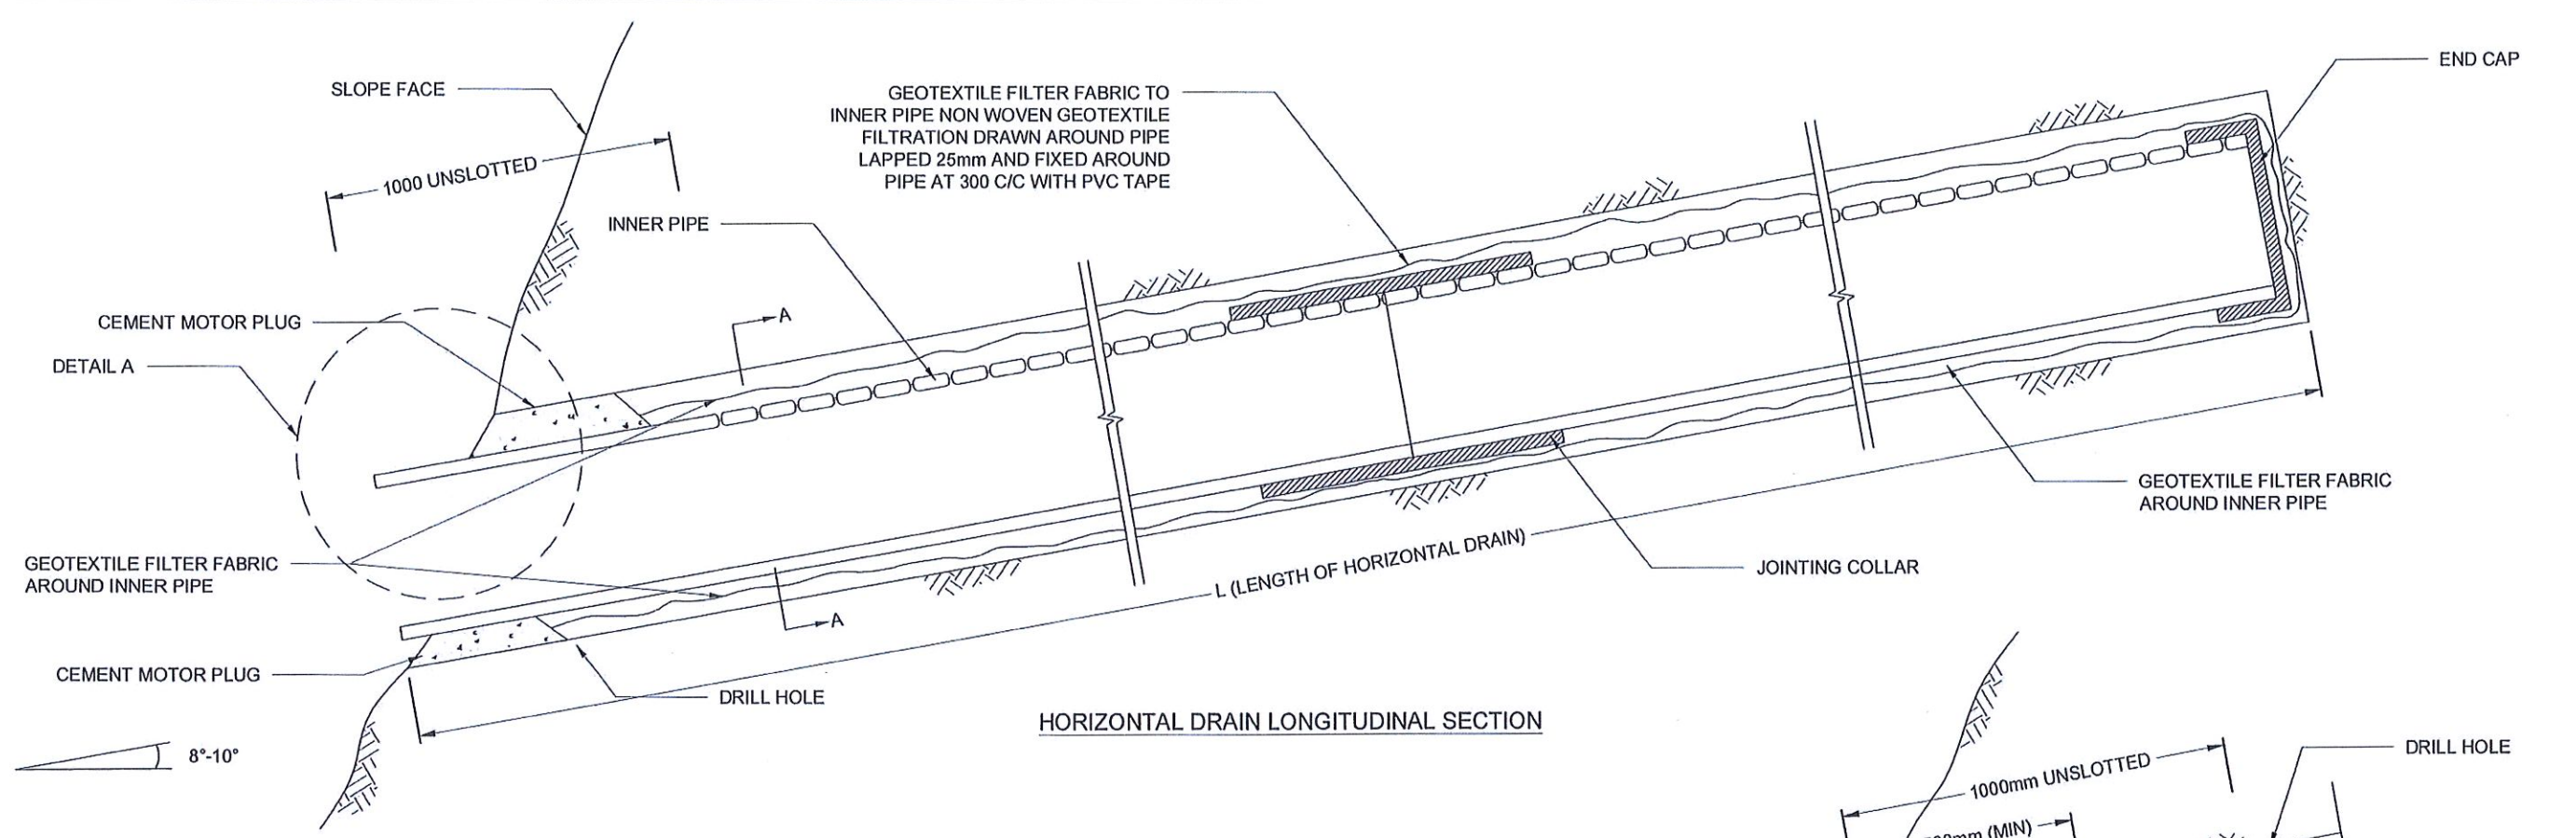 SLOPE FACE
1000 UNSLOTTED
GEOTEXTILE FILTER FABRIC TO
INNER PIPE NON WOVEN GEOTEXTILE
FILTRATION DRAWN AROUND PIPE
LAPPED 25mm AND FIXED AROUND
PIPE AT 300 C/C WITH PVC TAPE
END CAP
INNER PIPE
CEMENT MOTOR PLUG
DETAIL A
A
GEOTEXTILE FILTER FABRIC
AROUND INNER PIPE
GEOTEXTILE FILTER FABRIC
AROUND INNER PIPE
JOINTING COLLAR
L (LENGTH OF HORIZONTAL DRAIN)
A
CEMENT MOTOR PLUG
DRILL HOLE
HORIZONTAL DRAIN LONGITUDINAL SECTION
8°-10°
1000mm UNSLOTTED
DRILL HOLE
(MIN)